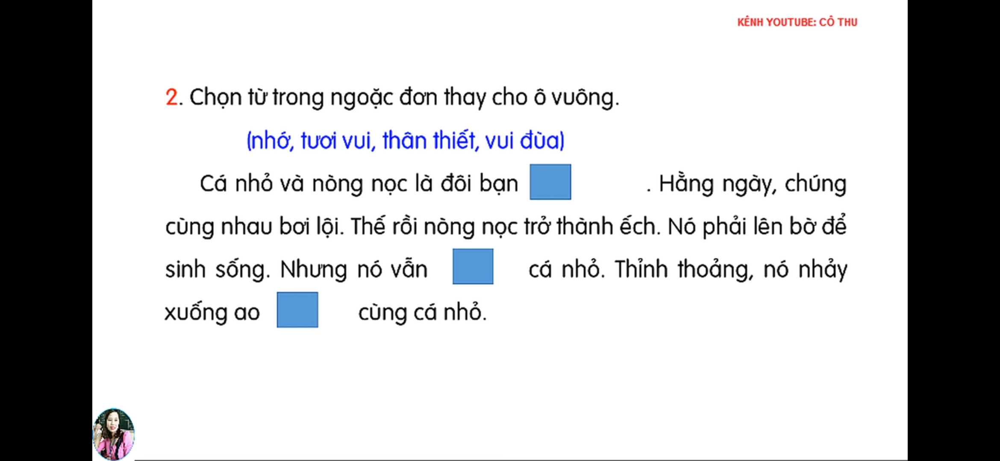 KÊNH YOUTUBE: CÔ THU
2. Chọn từ trong ngoặc đơn thay cho ô vuông.
(nhớ, tươi vui, thân thiết, vui đùa)
Cá nhỏ và nòng nọc là đôi bạn . Hằng ngày, chúng
cùng nhau bơi lội. Thế rồi nòng nọc trở thành ếch. Nó phải lên bờ để
sinh sống. Nhưng nó vẫn cá nhỏ. Thỉnh thoảng, nó nhảy
xuống ao cùng cá nhỏ.